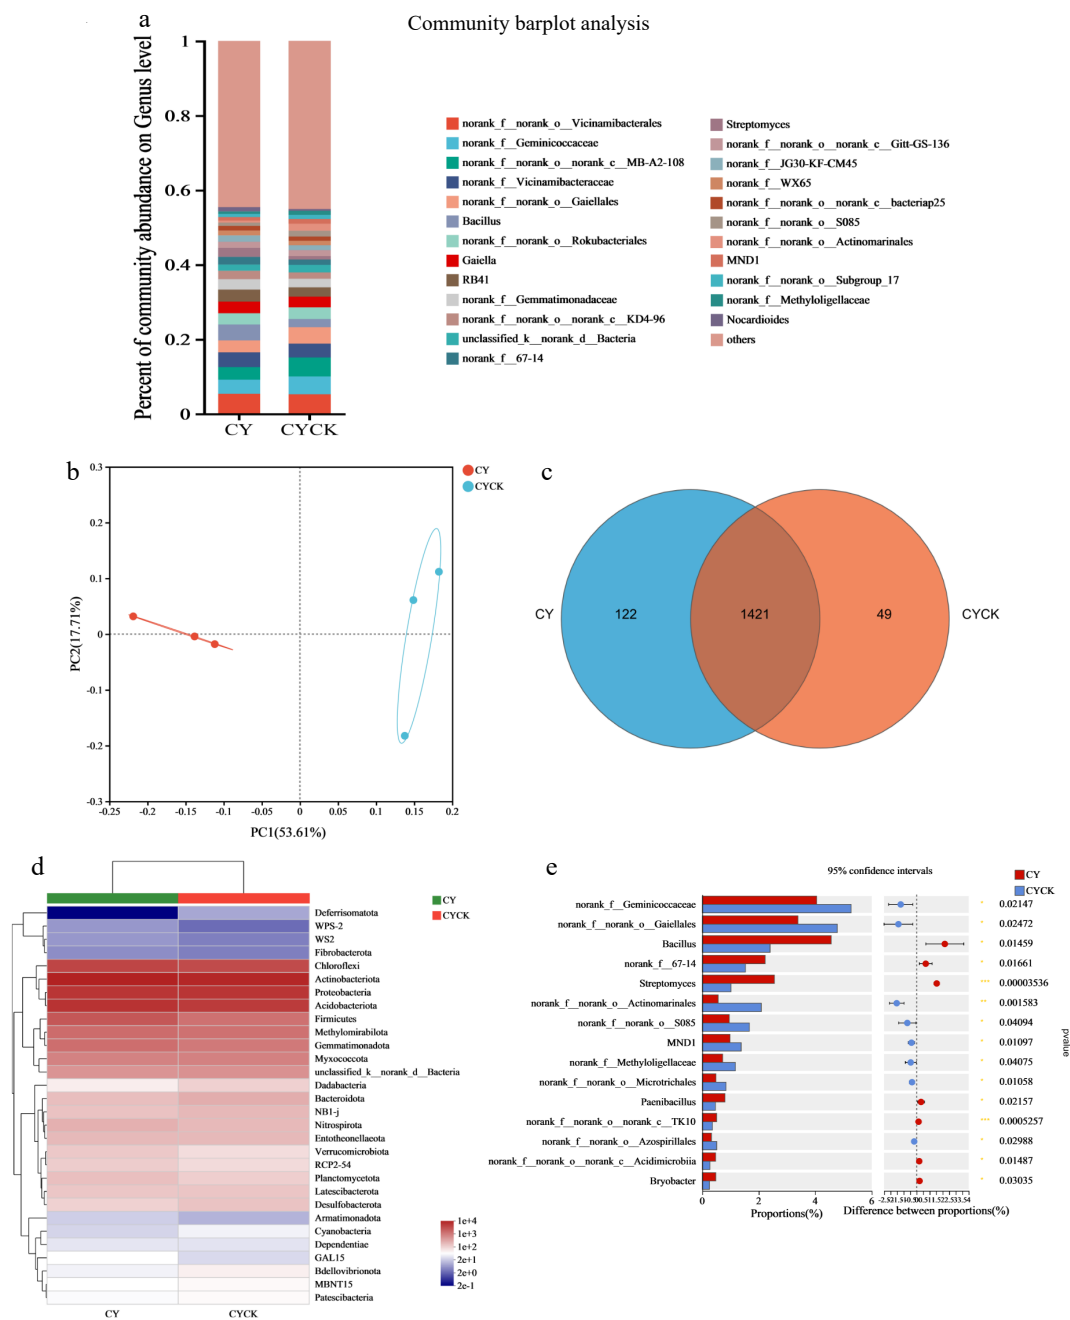 a
Community barplot analysis
Percent of community abundance on Genus level
1
0.8
0.6
0.4
0.2
0
CY
CYCK
norank_f__norank_o__Vicinamibacterales
norank_f__Geminicoccaceae
norank_f__norank_o__norank_c__MB-A2-108
norank_f__Vicinamibacteraceae
norank_f__norank_o__Gaiellales
Bacillus
norank_f__norank_o__Rokubacteriales
Gaiella
RB41
norank_f__Gemmatimonadaceae
norank_f__norank_o__norank_c__KD4-96
unclassified_k__norank_d__Bacteria
norank_f__67-14
Streptomyces
norank_f__norank_o__norank_c__Gitt-GS-136
norank_f__JG30-KF-CM45
norank_f__WX65
norank_f__norank_o__norank_c__bacteriap25
norank_f__norank_o__S085
norank_f__norank_o__Actinomarinales
MND1
norank_f__norank_o__Subgroup_17
norank_f__Methyloligellaceae
Nocardioides
others
b
CY
CYCK
PC2(17.71%)
0.3
0.2
0.1
0
-0.1
-0.2
-0.3
-0.25 -0.2 -0.15 -0.1 -0.05 0 0.05 0.1 0.15 0.2
PC1(53.61%)
c
CY
122
1421
49
CYCK
d
CY
CYCK
Deferrisomatota
WPS-2
WS2
Fibrobacterota
Chloroflexi
Actinobacteriota
Proteobacteria
Acidobacteriota
Firmicutes
Methylomirabilota
Gemmatimonadota
Myxococcota
unclassified_k__norank_d__Bacteria
Dadabacteria
Bacteroidota
NB1-j
Nitrospirota
Entotheonellaeota
Verrucomicrobiota
RCP2-54
Planctomycetota
Latescibacterota
Desulfobacterota
Armatimonadota
Cyanobacteria
Dependentiae
GAL15
Bdellovibrionota
MBNT15
Patescibacteria
CY
CYCK
1e+4
1e+3
1e+2
2e+1
2e+0
2e-1
e
95% confidence intervals
CY
CYCK
norank_f__Geminicoccaceae * 0.02147
norank_f__norank_o__Gaiellales * 0.02472
Bacillus * 0.01459
norank_f__67-14 * 0.01661
Streptomyces *** 0.00003536
norank_f__norank_o__Actinomarinales ** 0.001583
norank_f__norank_o__S085 * 0.04094
MND1 * 0.01097
norank_f__Methyloligellaceae * 0.04075
norank_f__norank_o__Microtrichales * 0.01058
Paenibacillus * 0.02157
norank_f__norank_o__norank_c__TK10 *** 0.0005257
norank_f__norank_o__Azospirillales * 0.02988
norank_f__norank_o__norank_c__Acidimicrobiia * 0.01487
Bryobacter * 0.03035
pvalue
0 2 4 6
Proportions(%)
Difference between proportions(%)